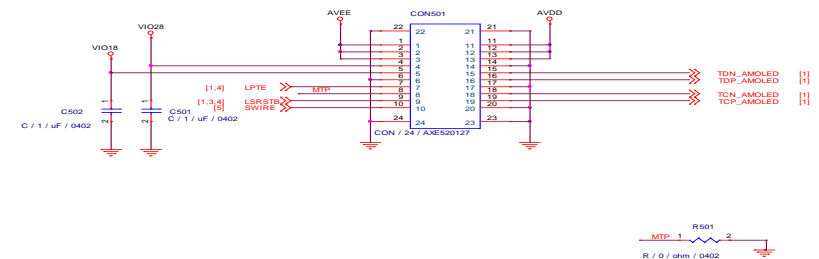 AVEE CON501 AVDD
VIO28
VIO18
22 22 21 21
1 1 11 11
2 2 12 12
3 3 13 13
4 4 14 14
5 5 15 15 TDN_AMOLED [1]
6 6 16 16 TDP_AMOLED [1]
[1,4] LPTE 7 7 17 17
MTP 8 8 18 18 TCN_AMOLED [1]
[1,3,4] LSRSTB 9 9 19 19 TCP_AMOLED [1]
[5] SWIRE 10 10 20 20
24 24 23 23
CON / 24 / AXE520127
1 C502 2
C / 1 / uF / 0402
1 C501 2
C / 1 / uF / 0402
R501
MTP 1 2
R / 0 / ohm / 0402